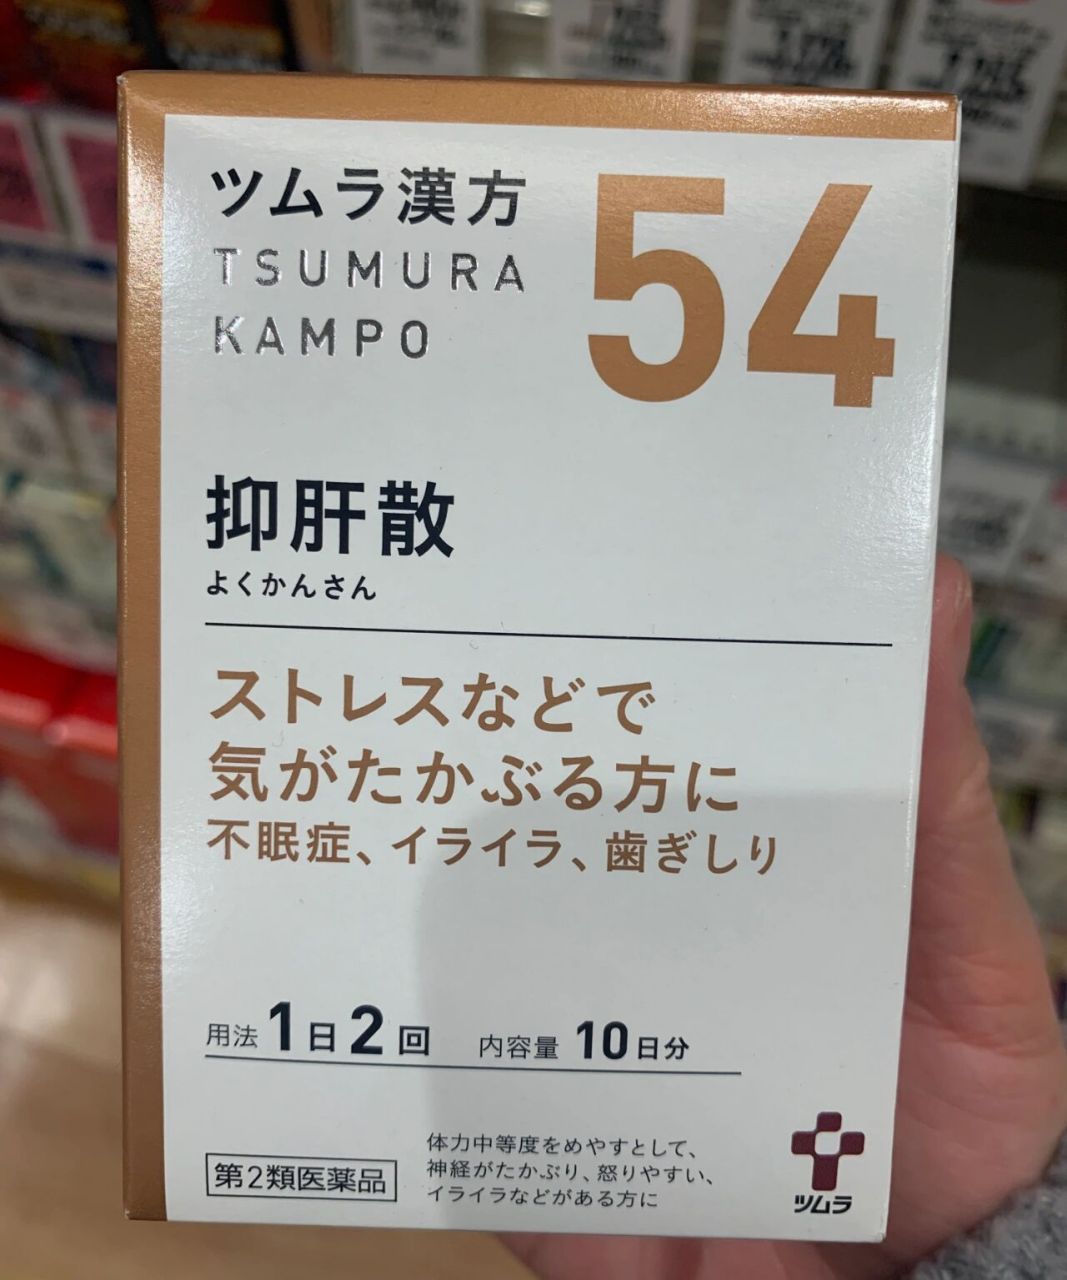 ツムラ漢方
TSUMURA
KAMPO
54
抑肝散
よくかんさん
ストレスなどで
気がたかぶる方に
不眠症、イライラ、歯ぎしり
用法 1日2回 内容量 10日分
第2類医薬品
体力中等度をめやすとして、
神経がたかぶり、怒りやすい、
イライラなどがある方に
ツムラ